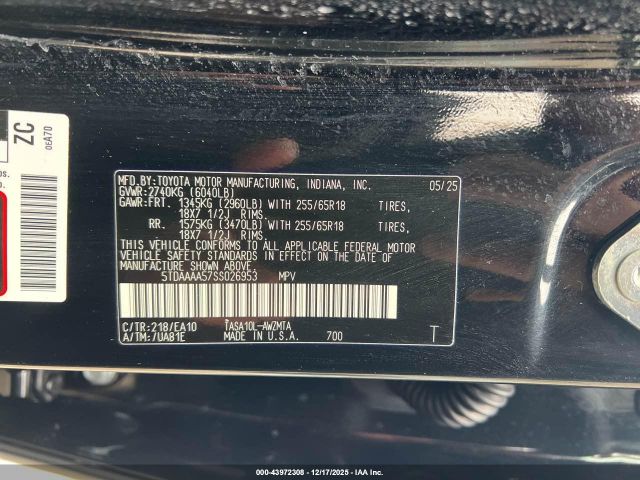 ZC
0EA70
os.
MFD.BY:TOYOTA MOTOR MANUFACTURING, INDIANA, INC. 05/25
GVWR:2740KG (6040LB)
GAWR:FRT. 1345KG (2960LB) WITH 255/65R18 TIRES,
18X7 1/2J RIMS.
RR. 1575KG (3470LB) WITH 255/65R18 TIRES,
18X7 1/2J RIMS.
THIS VEHICLE CONFORMS TO ALL APPLICABLE FEDERAL MOTOR
VEHICLE SAFETY STANDARDS IN EFFECT ON THE DATE OF
MANUFACTURE SHOWN ABOVE.
5TDAAAA57SS026953 MPV
C/TR:218/EA10 TASA10L-AWZMTA
A/TM:-/UA81E MADE IN U.S.A. 700 T
000-43972308 - 12/17/2025 - IAA Inc.